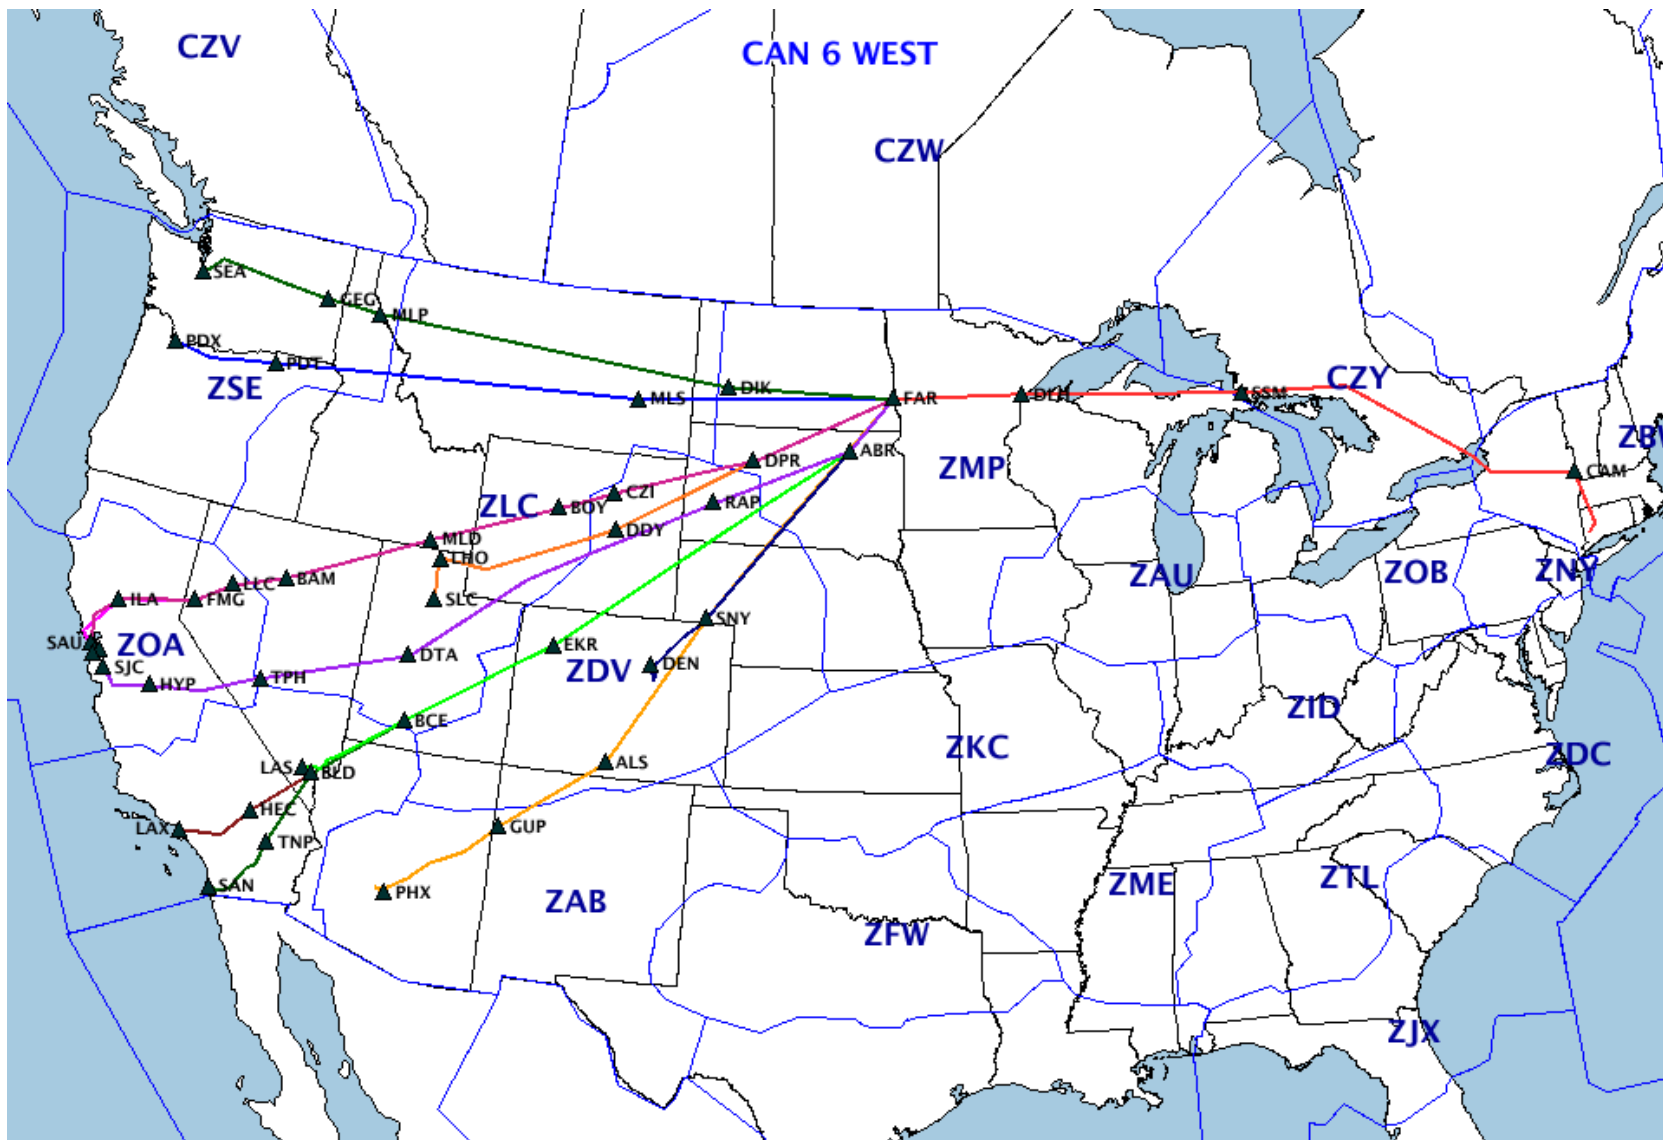 CZV
CAN 6 WEST
CZW
SEA
GEG
MLP
PDX
PDT
ZSE
DIK
MLS
FAR
DLH
SSM
CZY
ABR
ZMP
CAM
DPR
CZI
BOY
ZLC
RAP
DDY
MLD
LHO
BAM
LLC
ILA
FMG
SLC
ZAU
ZOB
ZNY
SNY
SAU
ZOA
SJC
HYP
TPH
DTA
EKR
ZDV
DEN
BCE
ZID
ZKC
ZDC
LAS
BLD
ALS
HEC
LAX
TNP
GUP
SAN
PHX
ZAB
ZME
ZTL
ZFW
ZJX